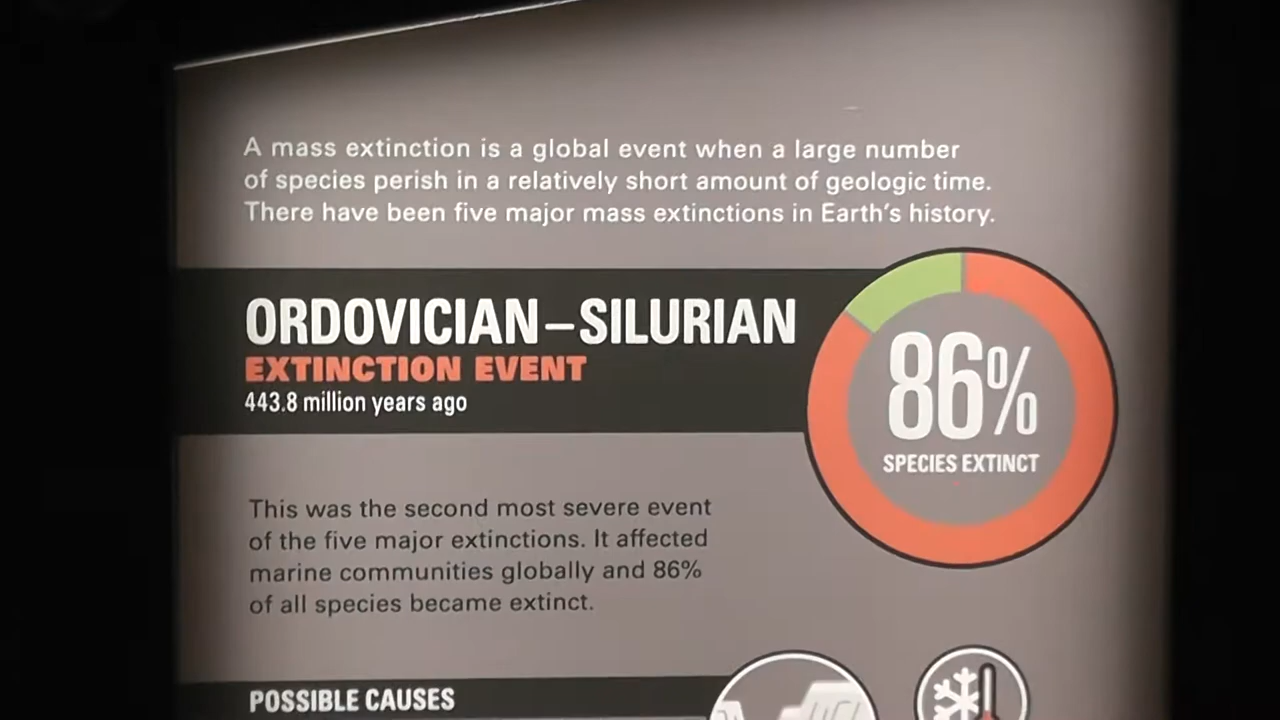 A mass extinction is a global event when a large number
of species perish in a relatively short amount of geologic time.
There have been five major mass extinctions in Earth's history.
ORDOVICIAN–SILURIAN
EXTINCTION EVENT
443.8 million years ago
86%
SPECIES EXTINCT
This was the second most severe event
of the five major extinctions. It affected
marine communities globally and 86%
of all species became extinct.
POSSIBLE CAUSES